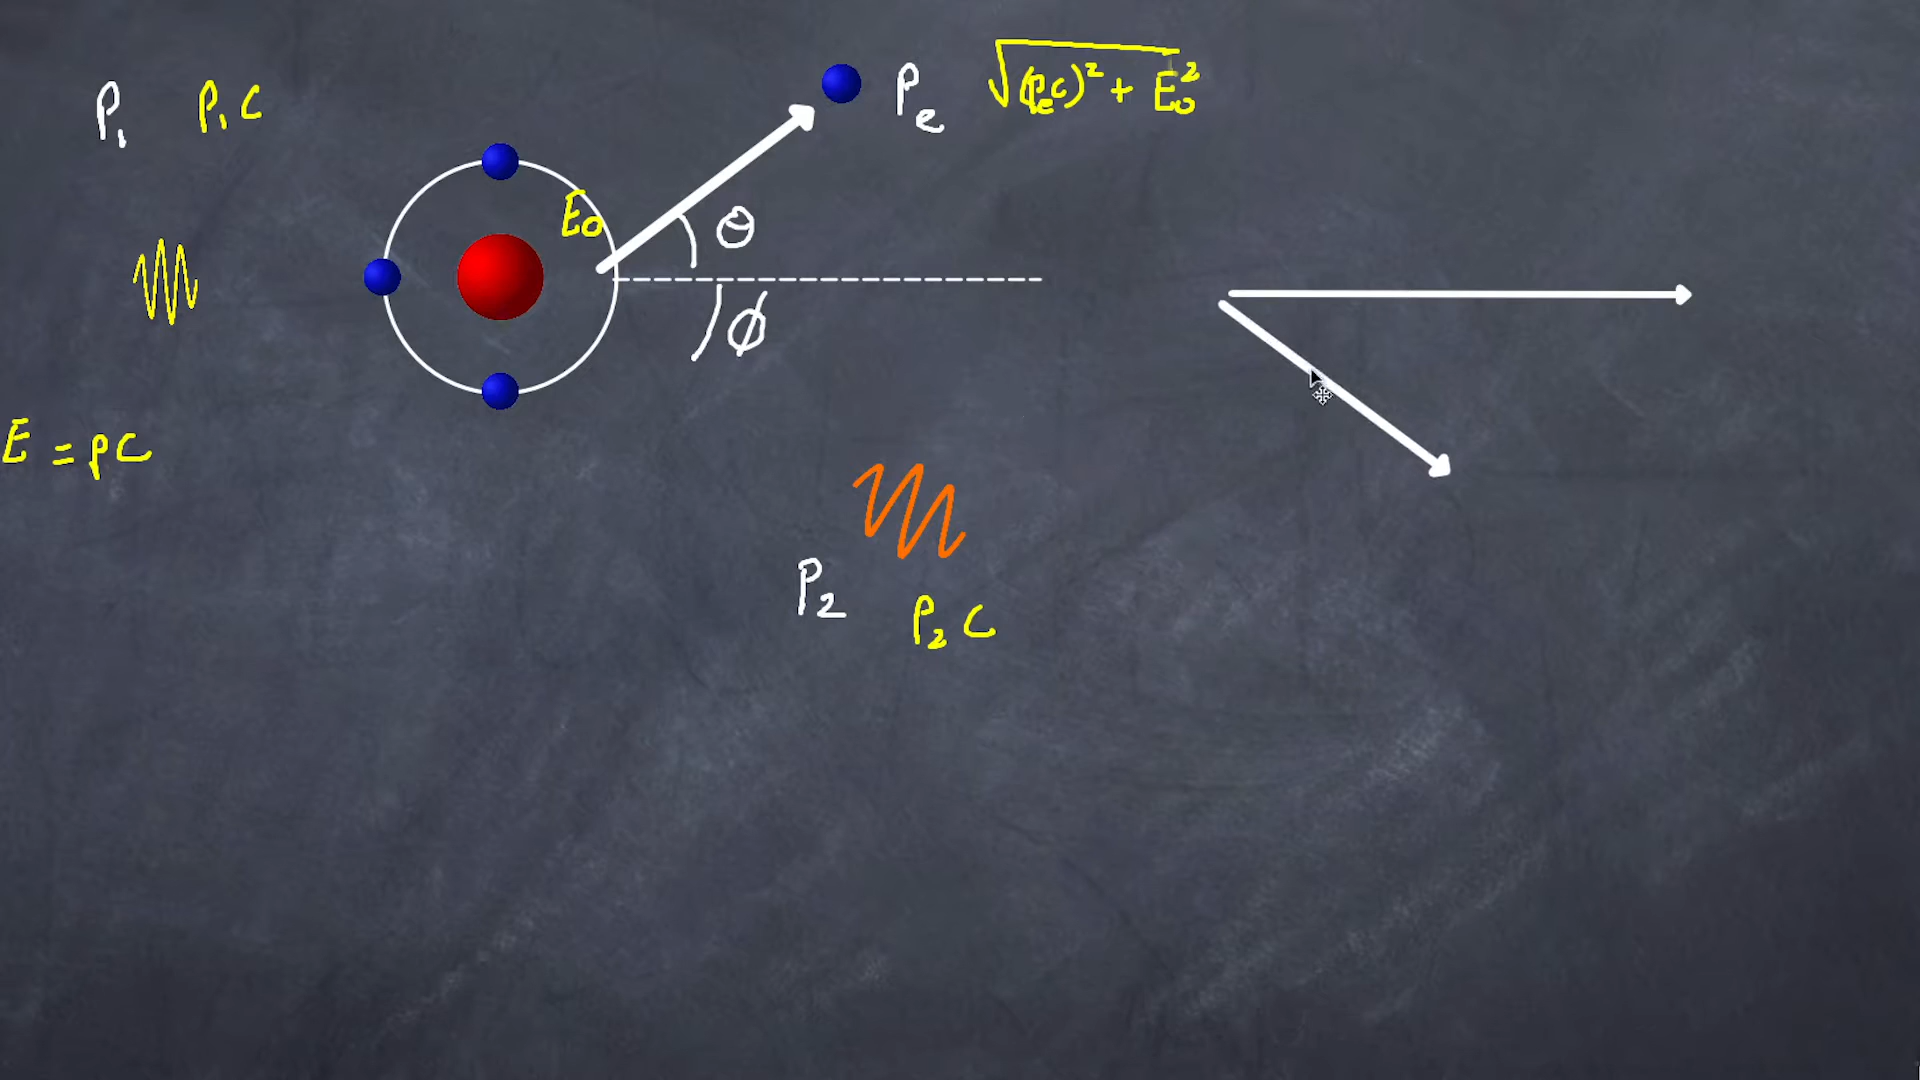 P₁ P₁C
Pₑ √(PₑC)² + E₀²
E₀
θ
ϕ
E = PC
P₂
P₂C